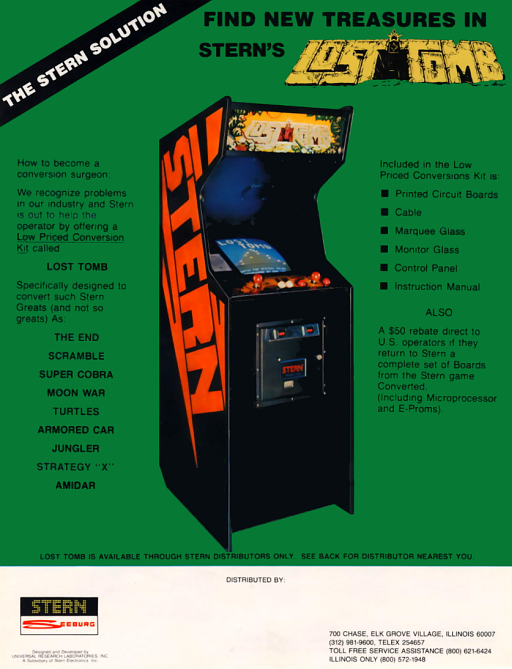 THE STERN SOLUTION
FIND NEW TREASURES IN
STERN'S
LOST TOMB
How to become a
conversion surgeon:
We recognize problems
in our industry and Stern
is out to help the
operator by offering a
Low Priced Conversion
Kit called
LOST TOMB
Specifically designed to
convert such Stern
Greats (and not so
greats) As:
THE END
SCRAMBLE
SUPER COBRA
MOON WAR
TURTLES
ARMORED CAR
JUNGLER
STRATEGY "X"
AMIDAR
LOST TOMB
STERN
LOST TOMB
STERN
Included in the Low
Priced Conversions Kit is:
Printed Circuit Boards
Cable
Marquee Glass
Monitor Glass
Control Panel
Instruction Manual
ALSO
A $50 rebate direct to
U.S. operators if they
return to Stern a
complete set of Boards
from the Stern game
Converted.
(Including Microprocessor
and E-Proms).
LOST TOMB IS AVAILABLE THROUGH STERN DISTRIBUTORS ONLY. SEE BACK FOR DISTRIBUTOR NEAREST YOU.
DISTRIBUTED BY:
STERN
SEEBURG
Designed and Developed by
UNIVERSAL RESEARCH LABORATORIES, INC.
A Subsidiary of Stern Electronics, Inc.
700 CHASE, ELK GROVE VILLAGE, ILLINOIS 60007
(312) 981-9600, TELEX 254657
TOLL FREE SERVICE ASSISTANCE (800) 621-6424
ILLINOIS ONLY (800) 572-1948